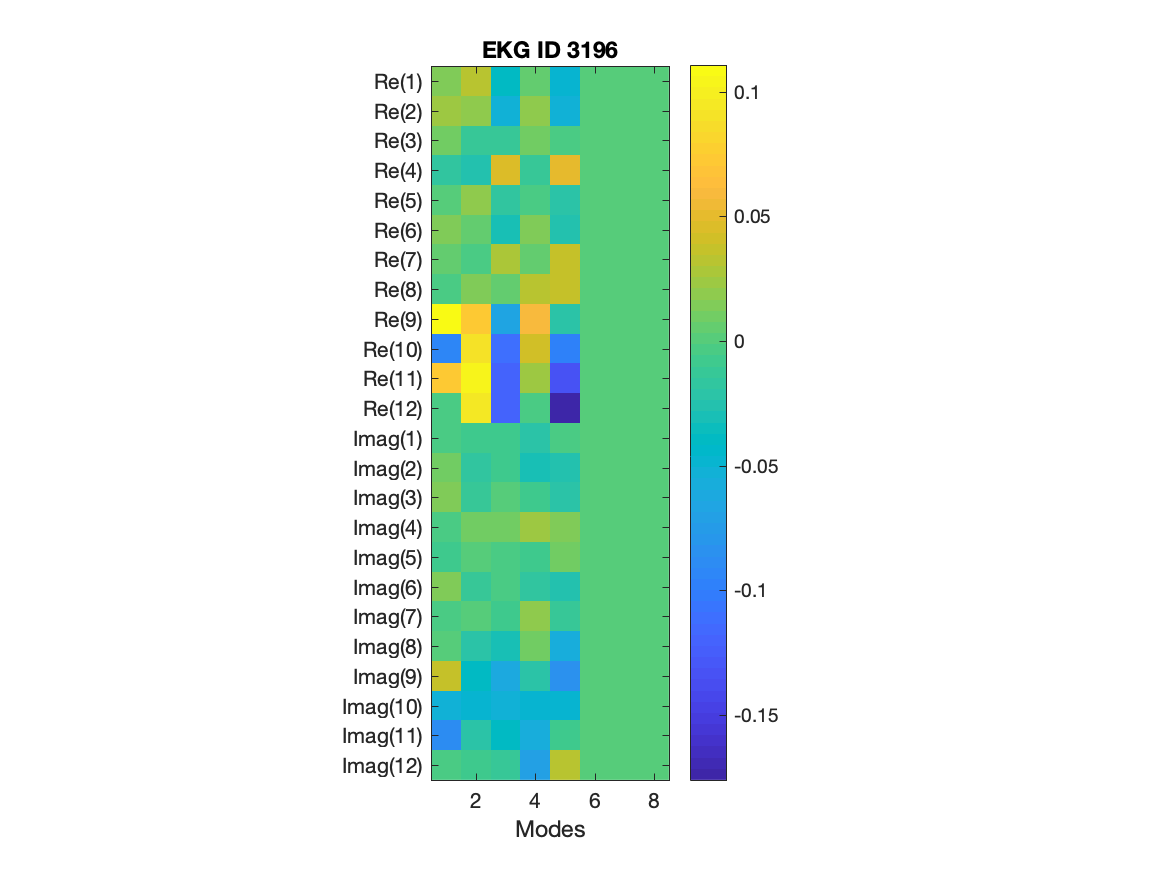 EKG ID 3196
Re(1)
Re(2)
Re(3)
Re(4)
Re(5)
Re(6)
Re(7)
Re(8)
Re(9)
Re(10)
Re(11)
Re(12)
Imag(1)
Imag(2)
Imag(3)
Imag(4)
Imag(5)
Imag(6)
Imag(7)
Imag(8)
Imag(9)
Imag(10)
Imag(11)
Imag(12)
2 4 6 8
Modes
0.1
0.05
0
-0.05
-0.1
-0.15